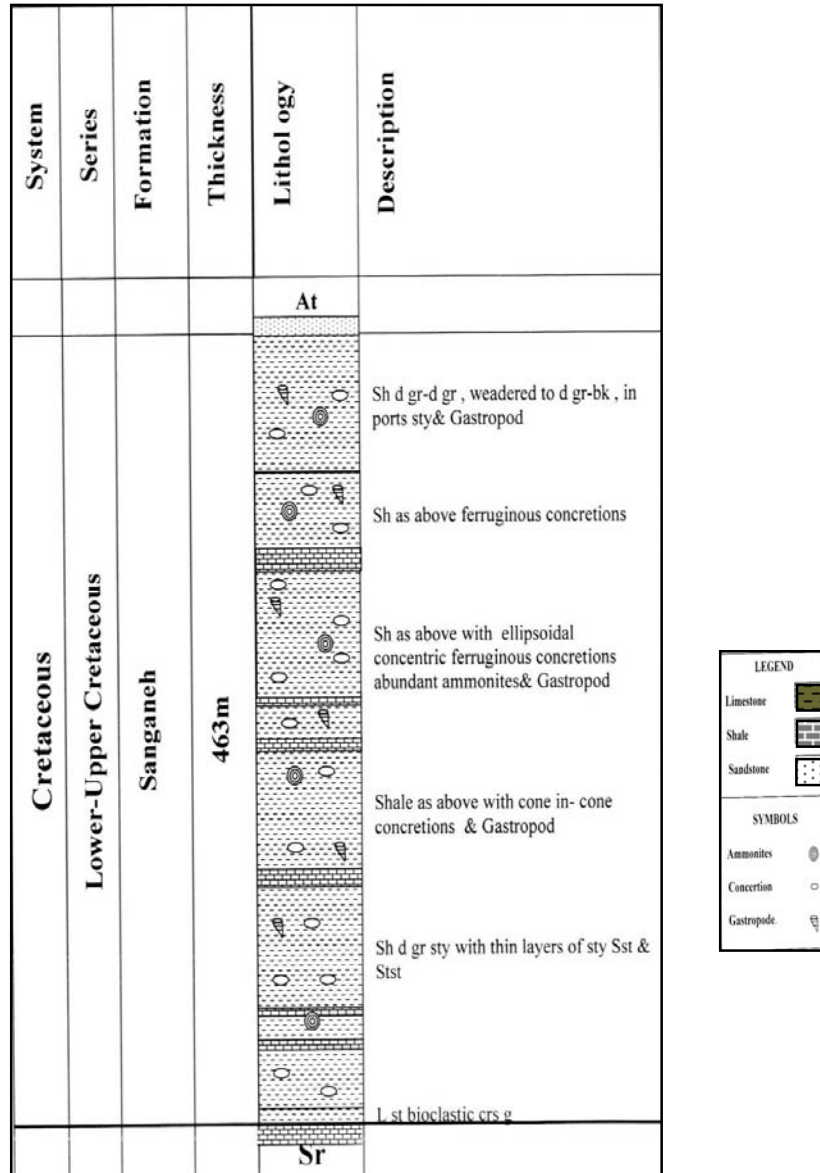 System
Series
Formation
Thickness
Lithol ogy
Description
At
Cretaceous
Lower-Upper Cretaceous
Sanganeh
463m
Sh d gr-d gr , weadered to d gr-bk , in
ports sty& Gastropod
Sh as above ferruginous concretions
Sh as above with ellipsoidal
concentric ferruginous concretions
abundant ammonites& Gastropod
Shale as above with cone in- cone
concretions & Gastropod
Sh d gr sty with thin layers of sty Sst &
Stst
L st bioclastic crs g
Sr
LEGEND
Limestone
Shale
Sandstone
SYMBOLS
Ammonites
Concertion
Gastropode.